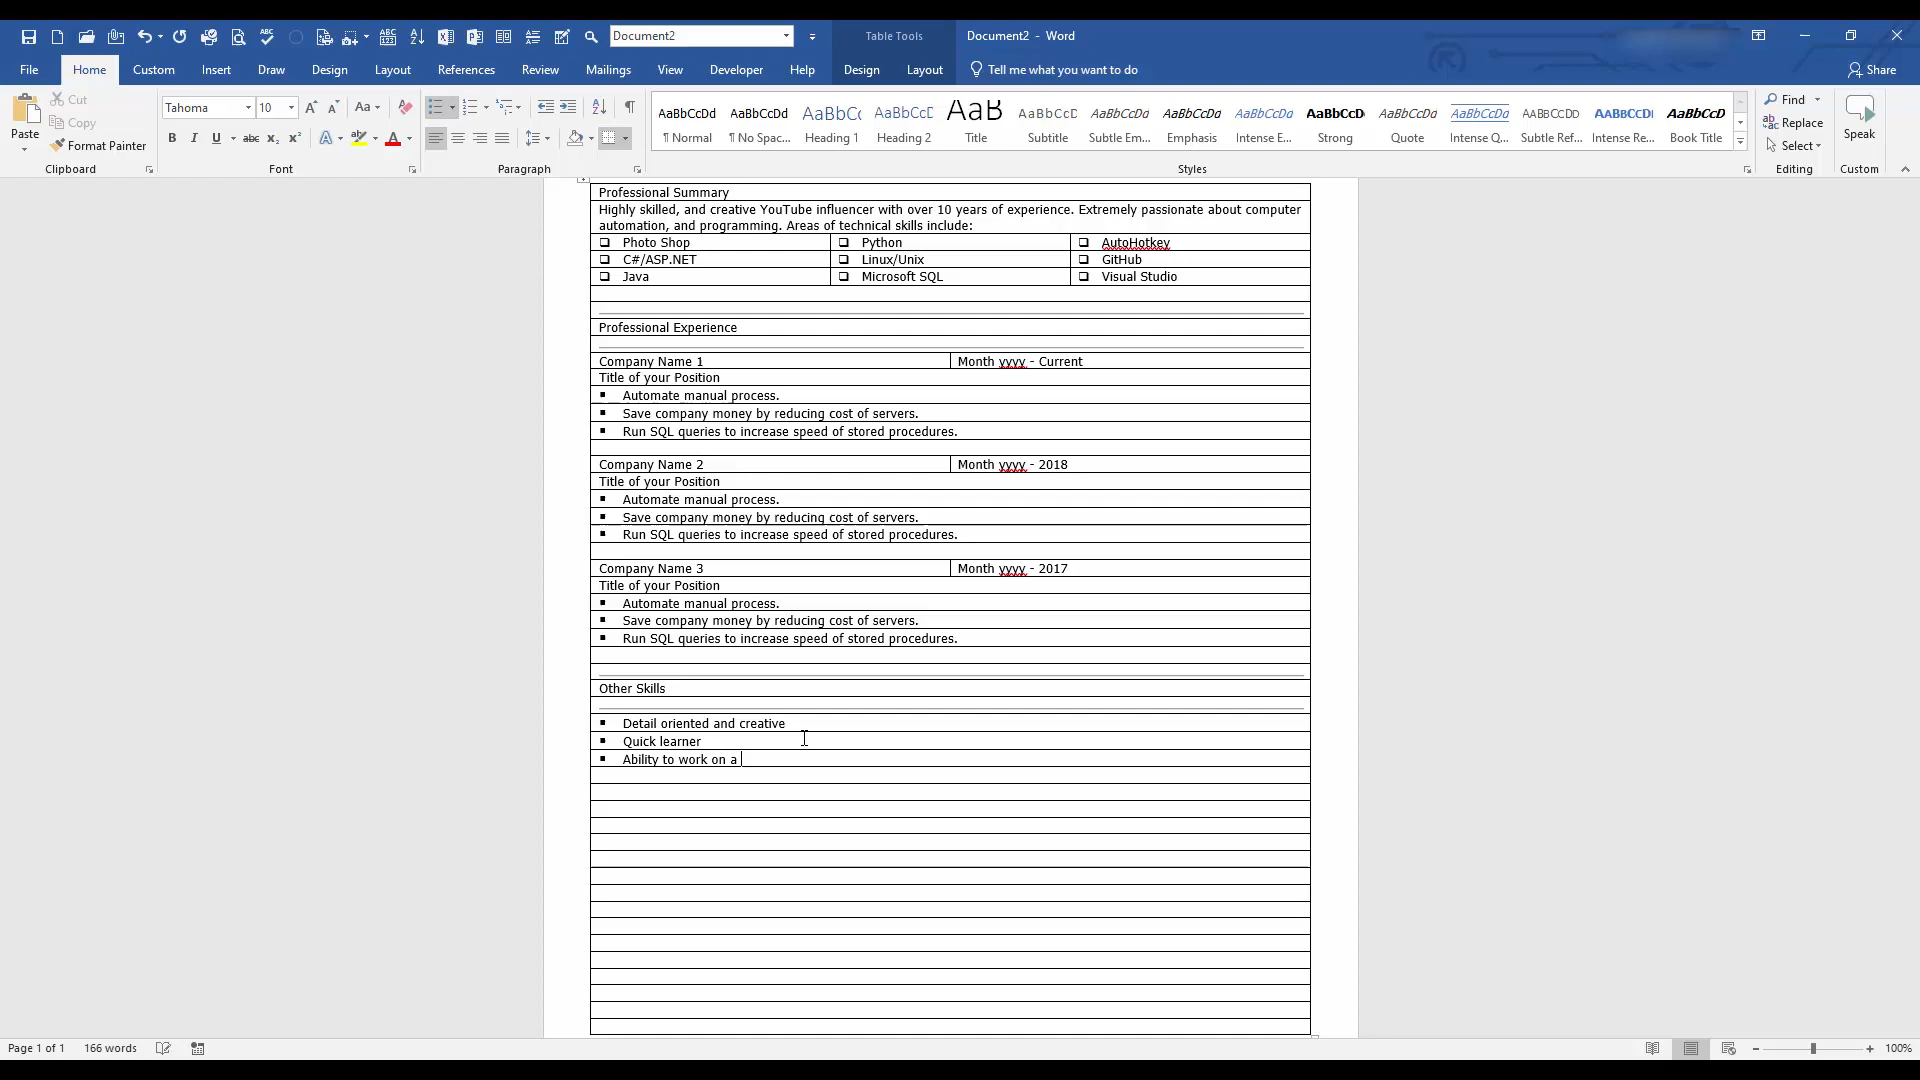 Document2
Table Tools
Document2 - Word
File Home Custom Insert Draw Design Layout References Review Mailings View Developer Help Design Layout Tell me what you want to do Share
Paste
Cut
Copy
Format Painter
Clipboard
Tahoma 10
Font
Paragraph
AaBbCcDd AaBbCcDd AaBbCc AaBbCcD AaB AaBbCcD AaBbCcDd AaBbCcDd AaBbCcDd AaBbCcD AaBbCcDd AaBbCcDd AABBCCDD AABBCCDI AaBbCcD
¶ Normal ¶ No Spac... Heading 1 Heading 2 Title Subtitle Subtle Em... Emphasis Intense E... Strong Quote Intense Q... Subtle Ref... Intense Re... Book Title
Styles
Find
Replace
Select
Editing
Speak
Custom
Professional Summary
Highly skilled, and creative YouTube influencer with over 10 years of experience. Extremely passionate about computer
automation, and programming. Areas of technical skills include:
Photo Shop Python AutoHotkey
C#/ASP.NET Linux/Unix GitHub
Java Microsoft SQL Visual Studio
Professional Experience
Company Name 1 Month yyyy - Current
Title of your Position
Automate manual process.
Save company money by reducing cost of servers.
Run SQL queries to increase speed of stored procedures.
Company Name 2 Month yyyy - 2018
Title of your Position
Automate manual process.
Save company money by reducing cost of servers.
Run SQL queries to increase speed of stored procedures.
Company Name 3 Month yyyy - 2017
Title of your Position
Automate manual process.
Save company money by reducing cost of servers.
Run SQL queries to increase speed of stored procedures.
Other Skills
Detail oriented and creative
Quick learner
Ability to work on a
Page 1 of 1 166 words 100%